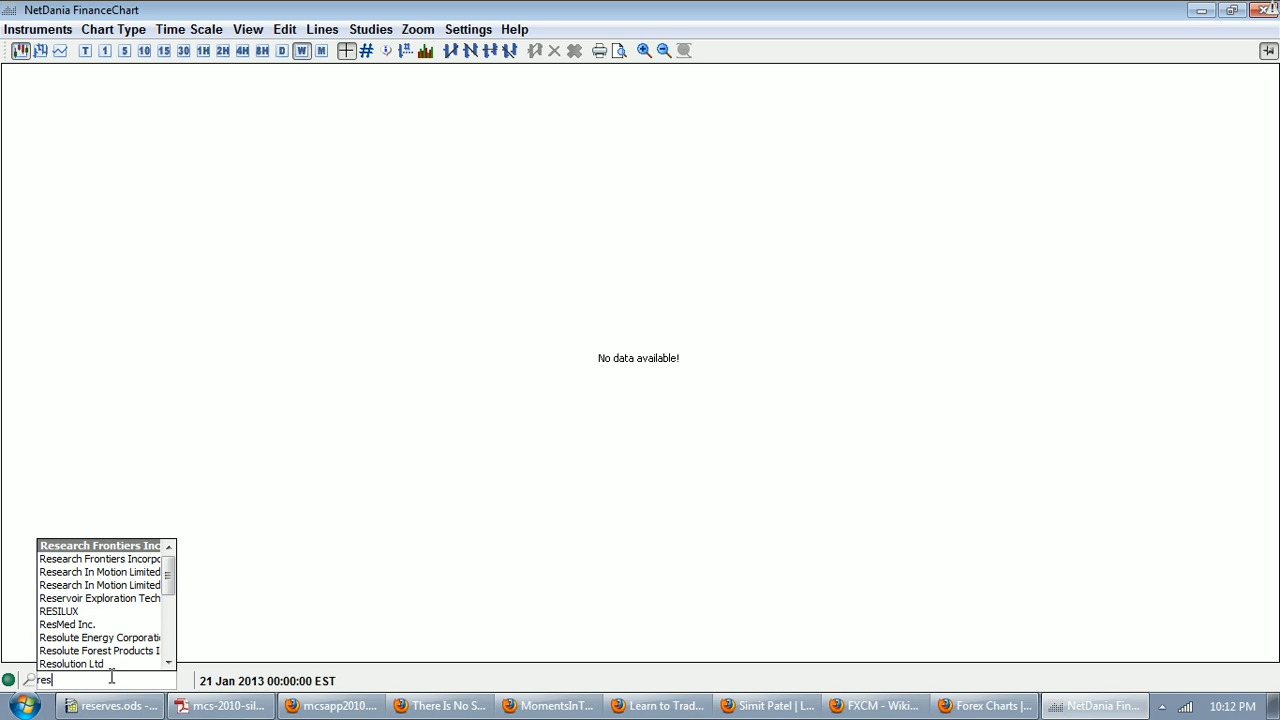 NetDania FinanceChart
Instruments Chart Type Time Scale View Edit Lines Studies Zoom Settings Help
T 1 5 10 15 30 1H 2H 4H 8H D W M
No data available!
Research Frontiers Inc
Research Frontiers Incorpo
Research In Motion Limited
Research In Motion Limited
Reservoir Exploration Tech
RESILUX
ResMed Inc.
Resolute Energy Corporati
Resolute Forest Products I
Resolution Ltd
res
21 Jan 2013 00:00:00 EST
reserves.ods -... mcs-2010-sil... mcsapp2010.... There Is No S... MomentsInT... Learn to Trad... Simit Patel | L... FXCM - Wiki... Forex Charts |... NetDania Fin... 10:12 PM